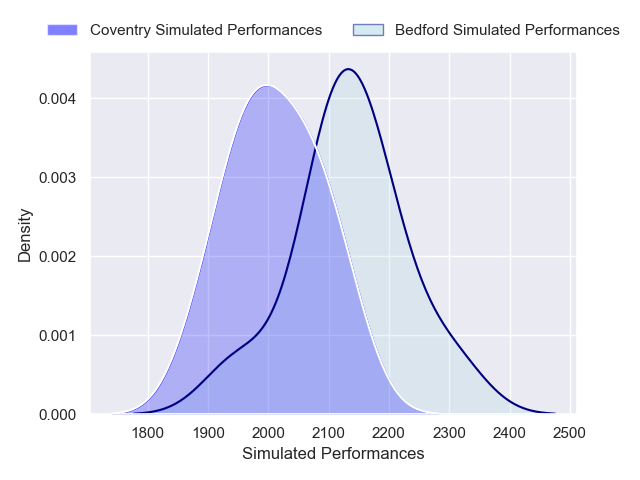 Coventry Simulated Performances
Bedford Simulated Performances
0.004
0.003
0.002
0.001
0.000
Density
1800 1900 2000 2100 2200 2300 2400 2500
Simulated Performances